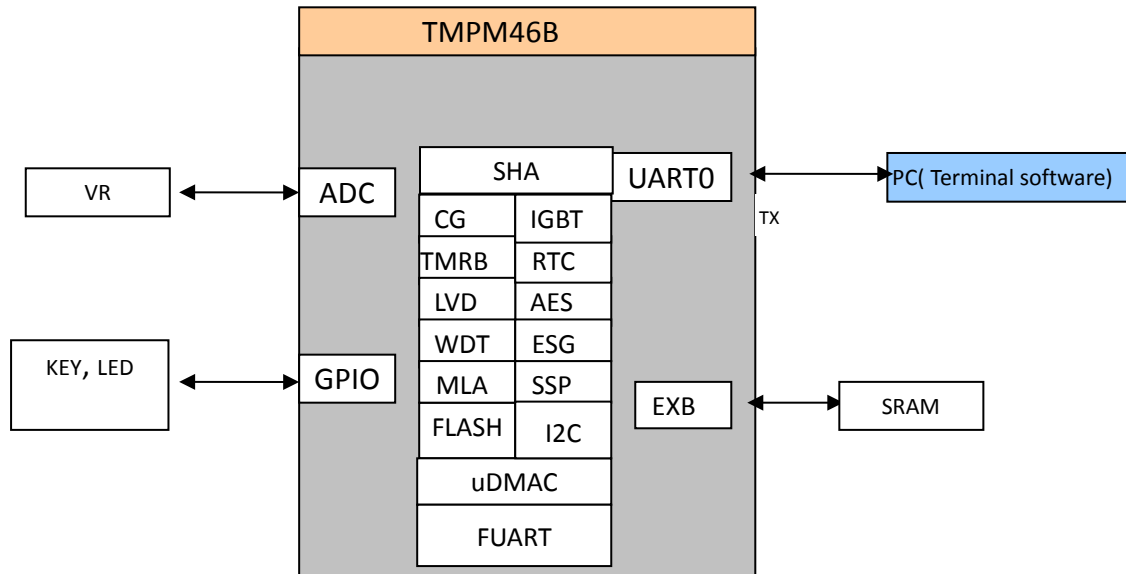 TMPM46B
SHA
UART0
PC( Terminal software)
VR
ADC
CG
IGBT
TX
TMRB
RTC
LVD
AES
WDT
ESG
KEY, LED
GPIO
MLA
SSP
EXB
SRAM
FLASH
I2C
uDMAC
FUART